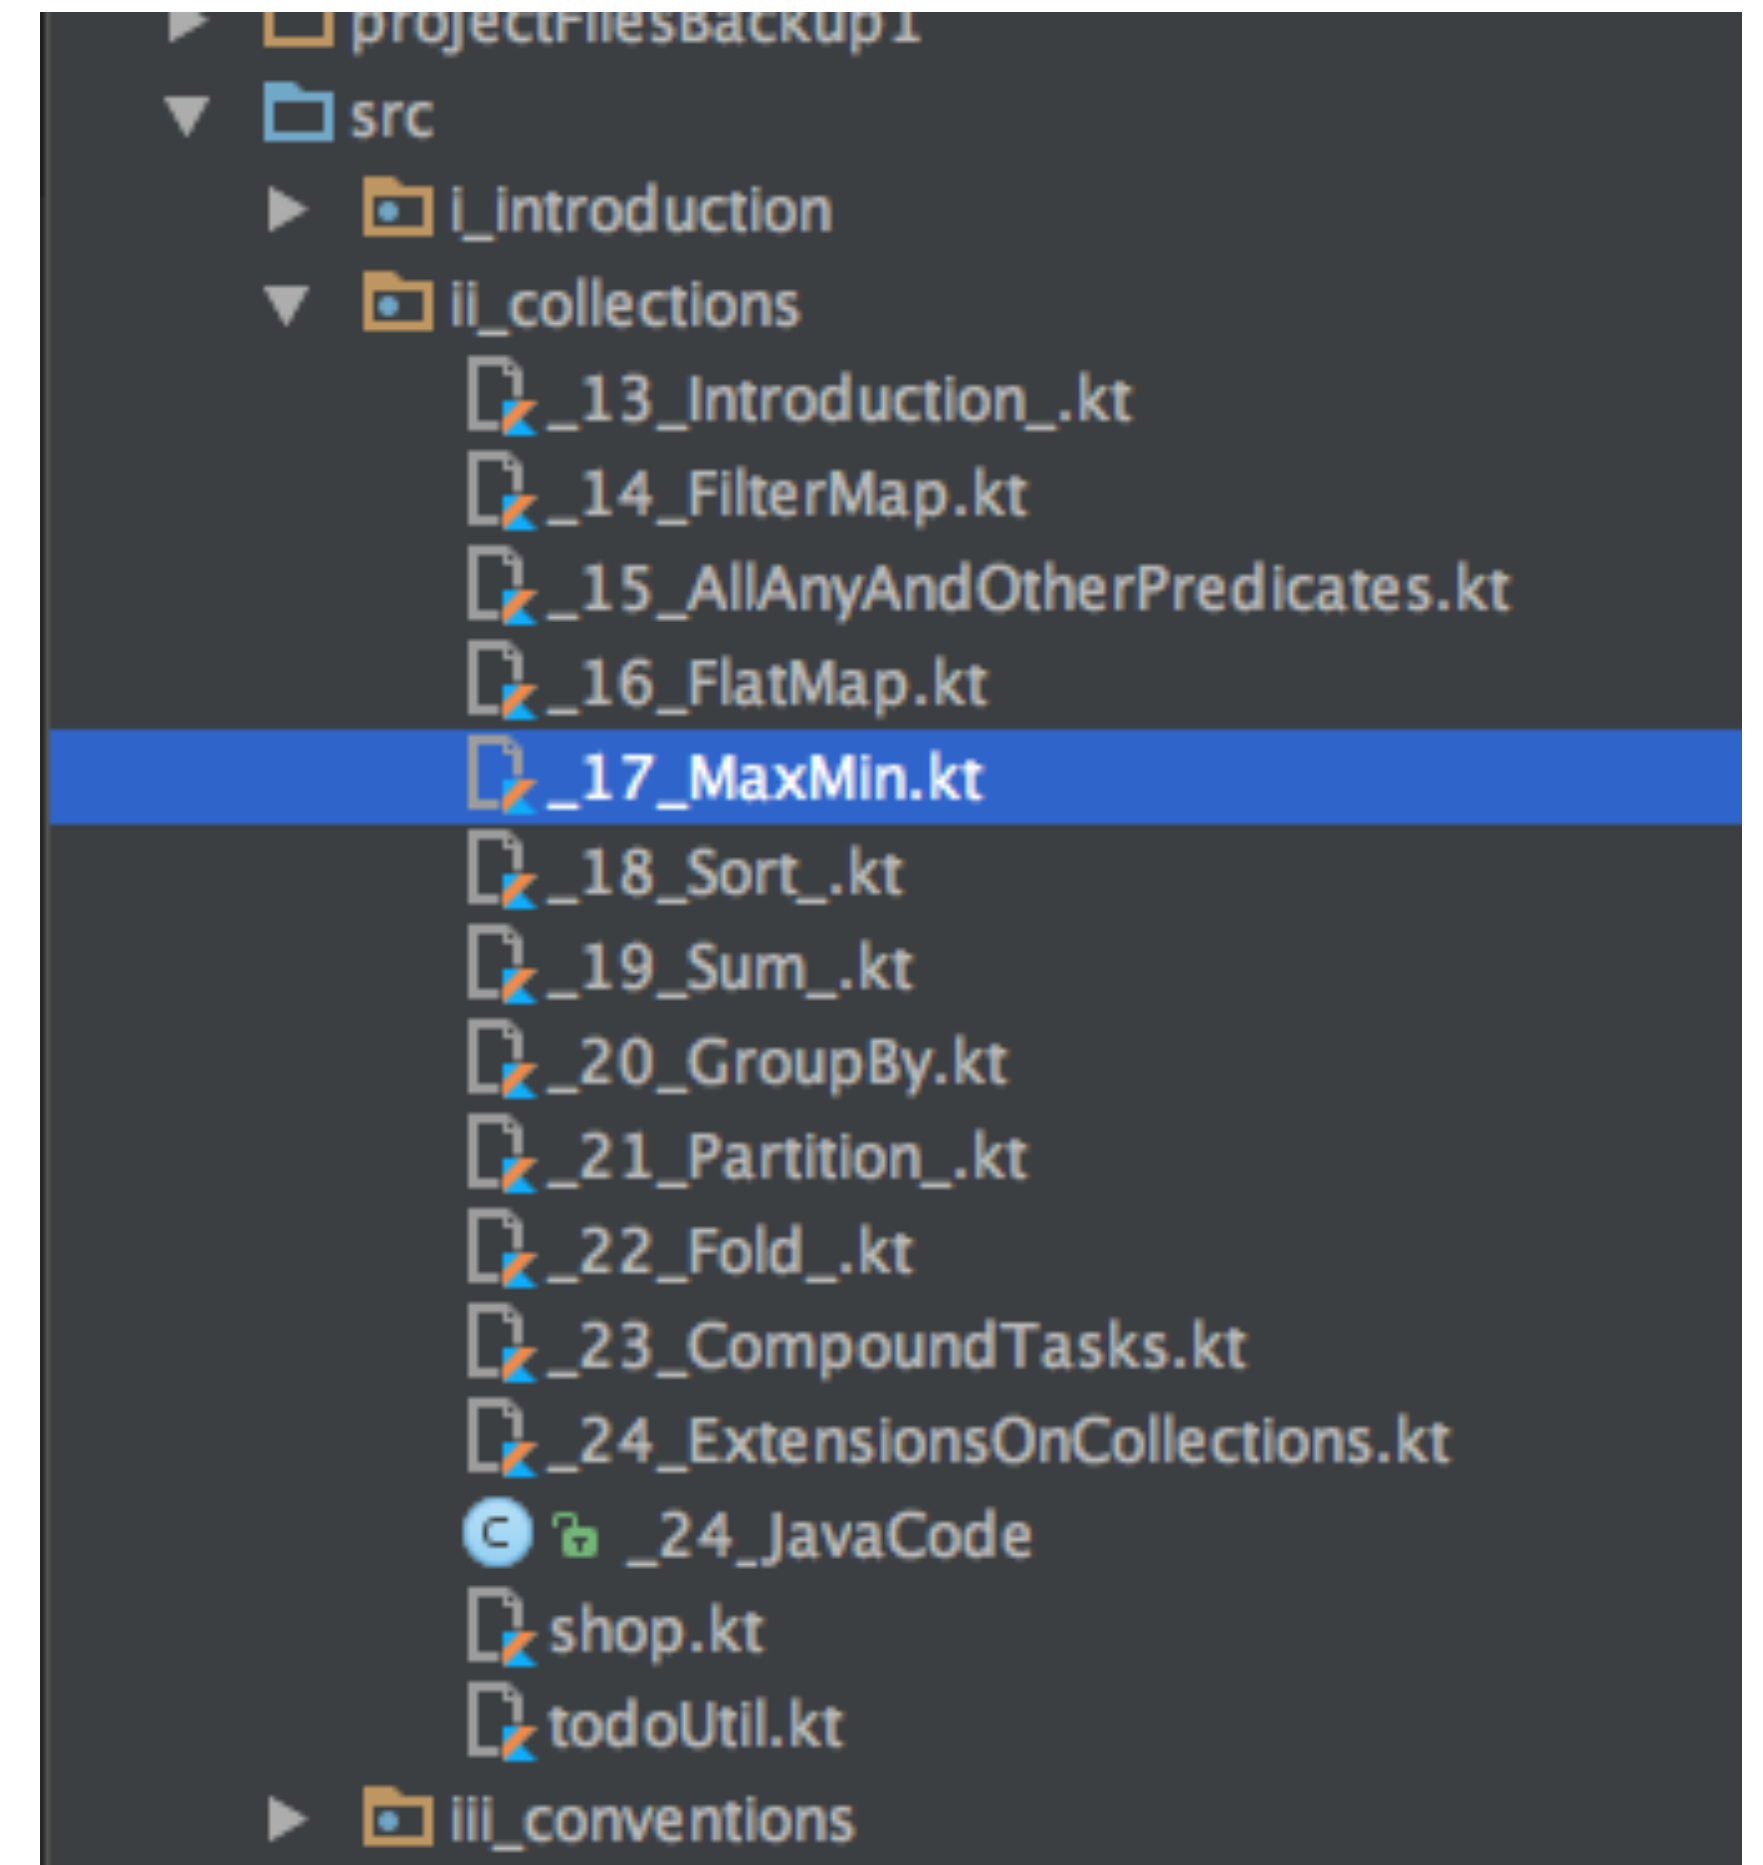 projectFilesBackup1
src
i_introduction
ii_collections
_13_Introduction_.kt
_14_FilterMap.kt
_15_AllAnyAndOtherPredicates.kt
_16_FlatMap.kt
_17_MaxMin.kt
_18_Sort_.kt
_19_Sum_.kt
_20_GroupBy.kt
_21_Partition_.kt
_22_Fold_.kt
_23_CompoundTasks.kt
_24_ExtensionsOnCollections.kt
C _24_JavaCode
shop.kt
todoUtil.kt
iii_conventions